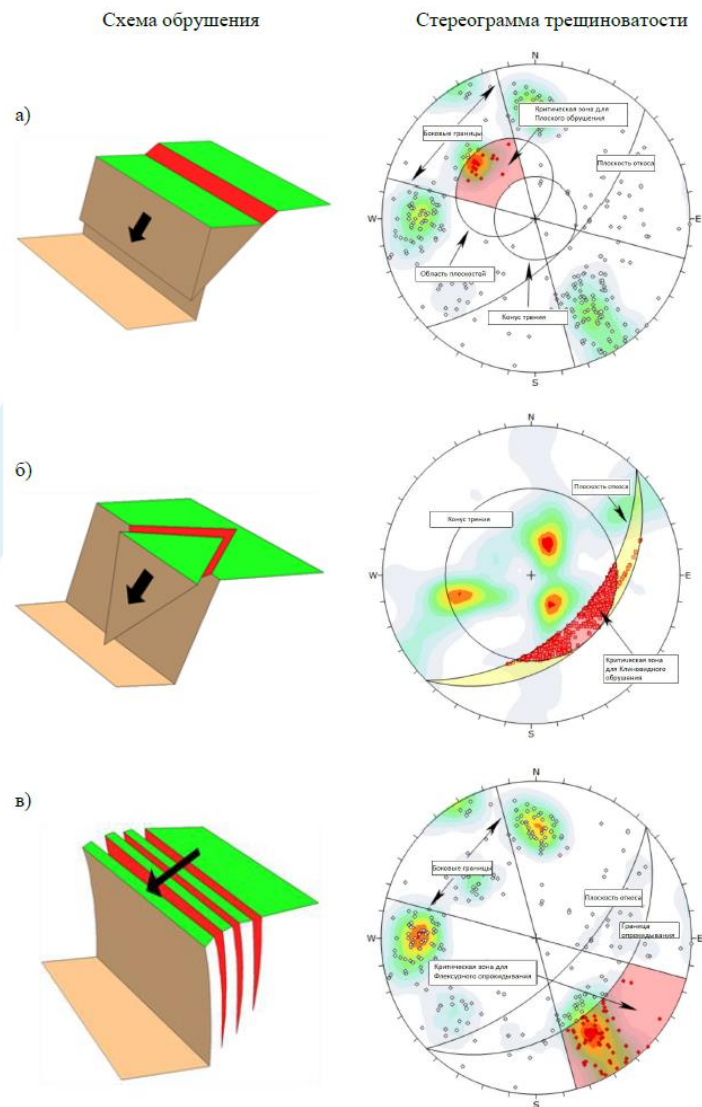 Схема обрушения
Стереограмма трещиноватости
а)
N
Критическая зона для
Плоского обрушения
Боковые границы
Плоскость откоса
W
E
Область плоскостей
Конус трения
S
б)
N
Плоскость откоса
Конус трения
W
E
Критическая зона
для Клиновидного
обрушения
S
в)
N
Боковые границы
Плоскость откоса
Граница
опрокидывания
W
E
Критическая зона для
Флексурного опрокидывания
S